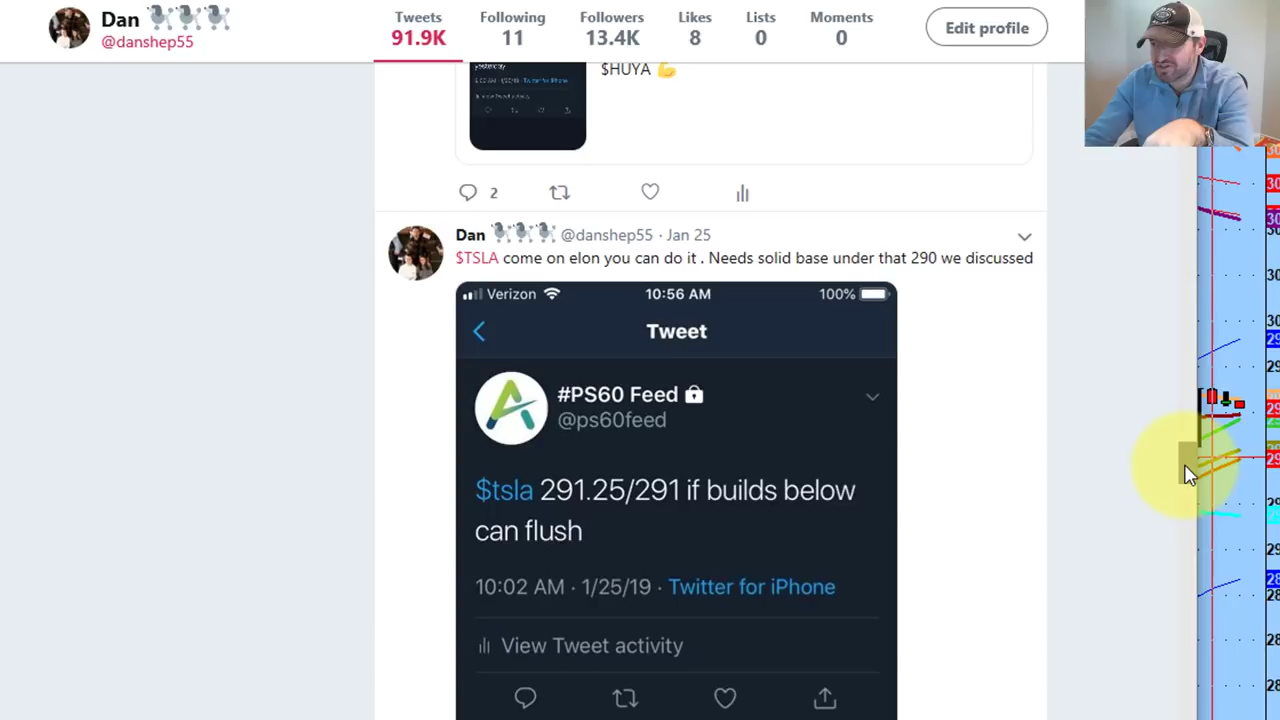 Dan
@danshep55
Tweets
91.9K
Following
11
Followers
13.4K
Likes
8
Lists
0
Moments
0
Edit profile
yesterday
$HUYA 💪
2
Dan @danshep55 · Jan 25
$TSLA come on elon you can do it . Needs solid base under that 290 we discussed
Verizon 10:56 AM 100%
Tweet
#PS60 Feed
@ps60feed
$tsla 291.25/291 if builds below
can flush
10:02 AM · 1/25/19 · Twitter for iPhone
View Tweet activity